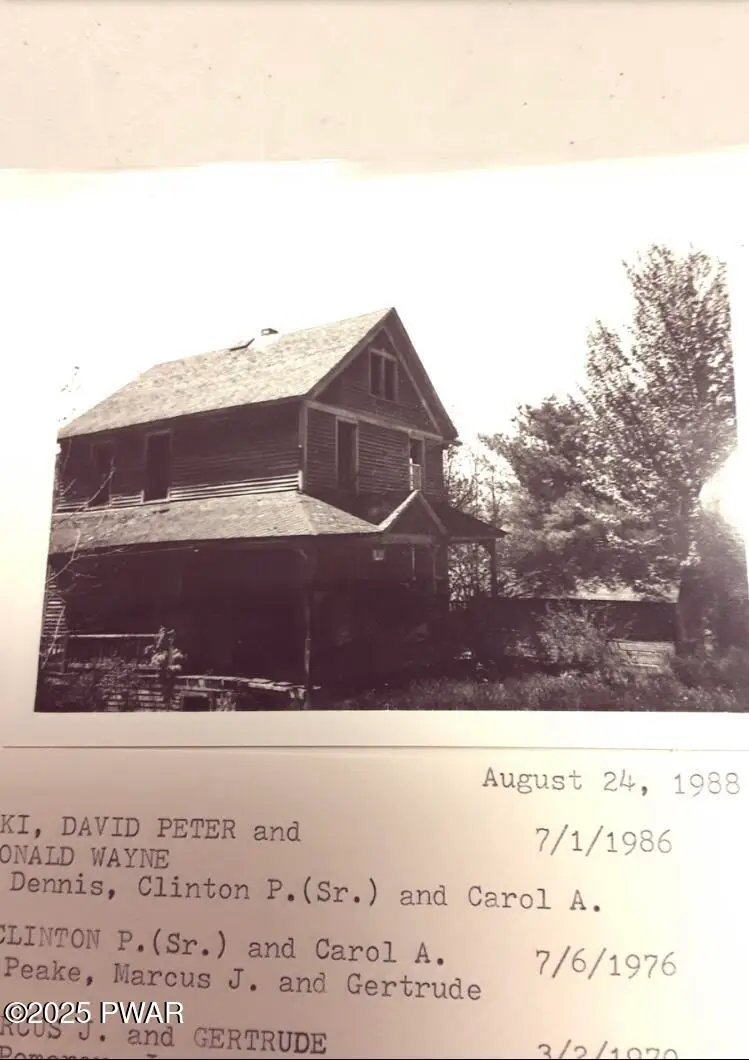 August 24, 1988
KI, DAVID PETER and 7/1/1986
ONALD WAYNE
Dennis, Clinton P.(Sr.) and Carol A.
CLINTON P.(Sr.) and Carol A. 7/6/1976
Peake, Marcus J. and Gertrude
©2025 PWAR
RCUS J. and GERTRUDE